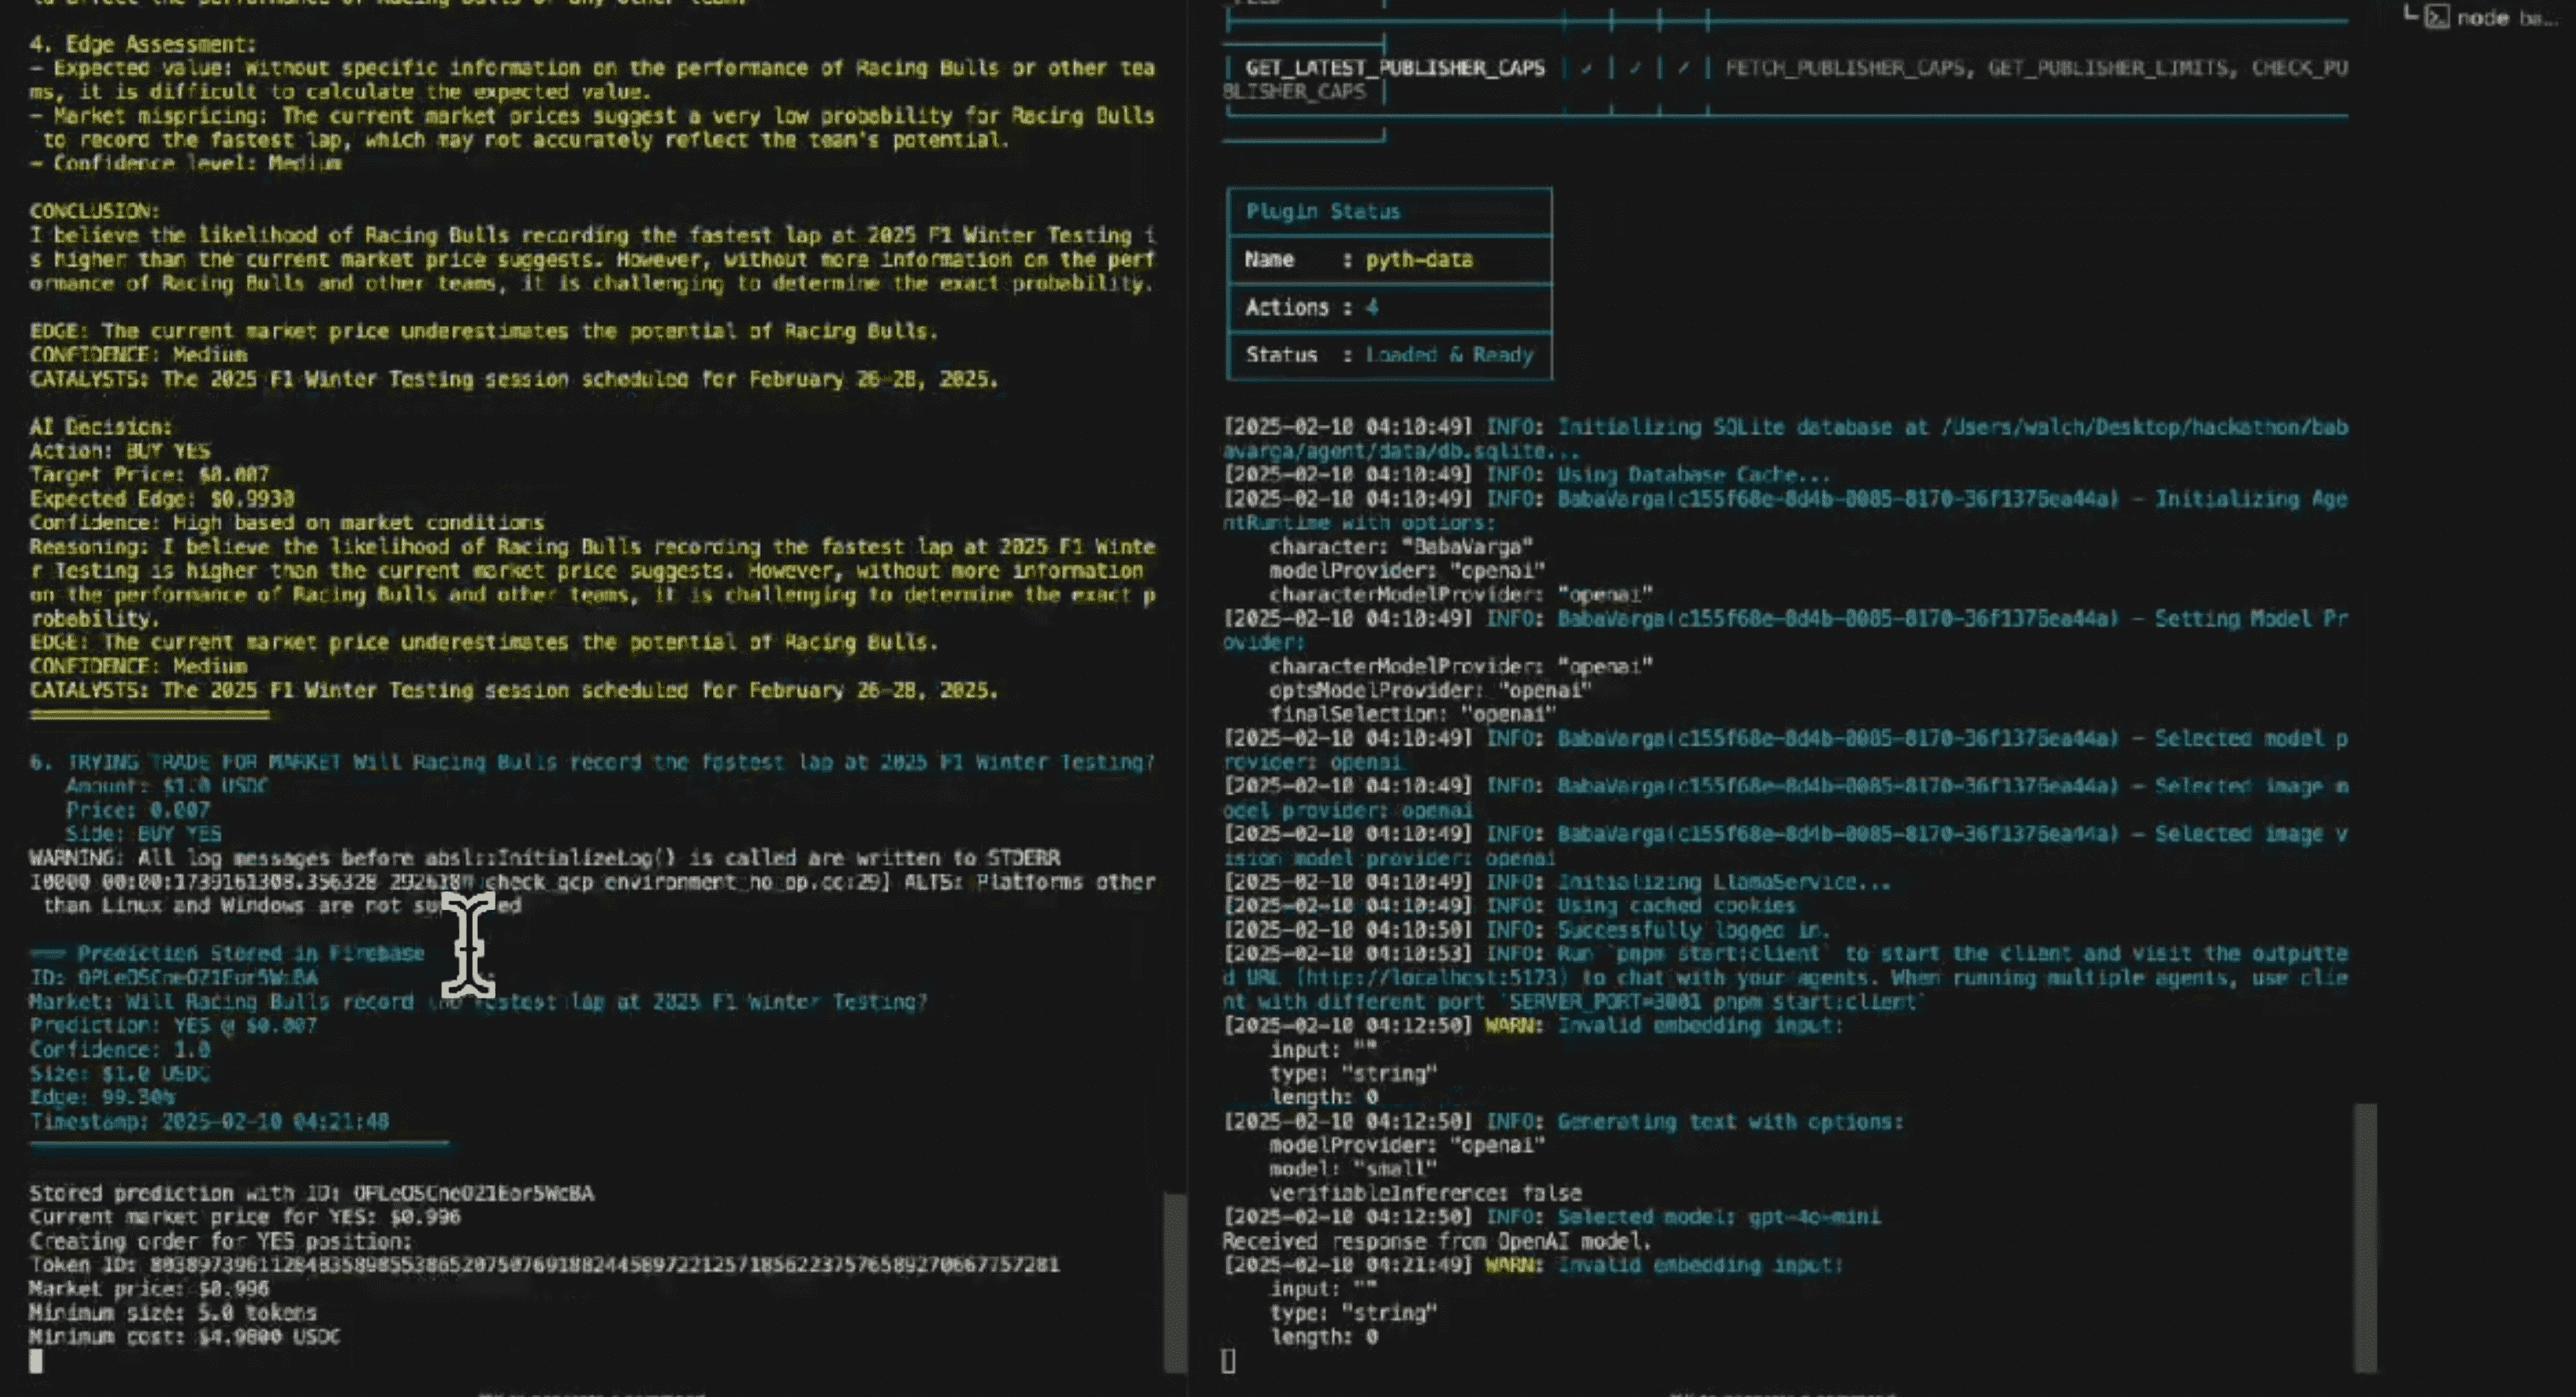 4. Edge Assessment:
- Expected value: Without specific information on the performance of Racing Bulls or other tea
ms, it is difficult to calculate the expected value.
- Market mispricing: The current market prices suggest a very low probability for Racing Bulls
to record the fastest lap, which may not accurately reflect the team's potential.
- Confidence level: Medium
CONCLUSION:
I believe the likelihood of Racing Bulls recording the fastest lap at 2025 F1 Winter Testing i
s higher than the current market price suggests. However, without more information on the perf
ormance of Racing Bulls and other teams, it is challenging to determine the exact probability.
EDGE: The current market price underestimates the potential of Racing Bulls.
CONFIDENCE: Medium
CATALYSTS: The 2025 F1 Winter Testing session scheduled for February 26-28, 2025.
AI Decision:
Action: BUY YES
Target Price: $0.007
Expected Edge: $0.9930
Confidence: High based on market conditions
Reasoning: I believe the likelihood of Racing Bulls recording the fastest lap at 2025 F1 Winte
r Testing is higher than the current market price suggests. However, without more information
on the performance of Racing Bulls and other teams, it is challenging to determine the exact p
robability.
EDGE: The current market price underestimates the potential of Racing Bulls.
CONFIDENCE: Medium
CATALYSTS: The 2025 F1 Winter Testing session scheduled for February 26-28, 2025.
6. TRYING TRADE FOR MARKET Will Racing Bulls record the fastest lap at 2025 F1 Winter Testing?
Amount: $1.0 USDC
Price: 0.007
Side: BUY YES
WARNING: All log messages before absl::InitializeLog() is called are written to STDERR
check_gcp_environment_no_op.cc:29] ALTS: Platforms other
than Linux and Windows are not
Prediction Stored in Firebase
ID:
Market: Will Racing Bulls record lap at 2025 F1 Winter Testing?
Prediction: YES @ $0.007
Confidence: 1.0
Size: $1.0 USDC
Edge: 99.30%
Timestamp: 2025-02-10 04:21:48
Stored prediction with ID:
Current market price for YES: $0.996
Creating order for YES position:
Token ID:
Market price: $0.996
Minimum size: 5.0 tokens
Minimum cost: $4.9800 USDC
GET_LATEST_PUBLISHER_CAPS | ✓ | ✓ | ✓ | FETCH_PUBLISHER_CAPS, GET_PUBLISHER_LIMITS, CHECK_PU
BLISHER_CAPS
Plugin Status
Name : pyth-data
Actions : 4
Status : Loaded & Ready
[2025-02-10 04:10:49] INFO: Initializing SQLite database at /Users/walch/Desktop/hackathon/bab
avarga/agent/data/db.sqlite...
[2025-02-10 04:10:49] INFO: Using Database Cache...
[2025-02-10 04:10:49] INFO: BabaVarga(c155f68e-8d4b-0085-8170-36f1376ea44a) - Initializing Age
ntRuntime with options:
character: "BabaVarga"
modelProvider: "openai"
characterModelProvider: "openai"
[2025-02-10 04:10:49] INFO: BabaVarga(c155f68e-8d4b-0085-8170-36f1376ea44a) - Setting Model Pr
ovider:
characterModelProvider: "openai"
optsModelProvider: "openai"
finalSelection: "openai"
[2025-02-10 04:10:49] INFO: BabaVarga(c155f68e-8d4b-0085-8170-36f1376ea44a) - Selected model p
rovider: openai
[2025-02-10 04:10:49] INFO: BabaVarga(c155f68e-8d4b-0085-8170-36f1376ea44a) - Selected image m
odel provider: openai
[2025-02-10 04:10:49] INFO: BabaVarga(c155f68e-8d4b-0085-8170-36f1376ea44a) - Selected image v
ision model provider: openai
[2025-02-10 04:10:49] INFO: Initializing LlamaService...
[2025-02-10 04:10:49] INFO: Using cached cookies
[2025-02-10 04:10:50] INFO: Successfully logged in.
[2025-02-10 04:10:53] INFO: Run `pnpm start:client` to start the client and visit the outputte
d URL (http://localhost:5173) to chat with your agents. When running multiple agents, use clie
nt with different port `SERVER_PORT=3001 pnpm start:client`
[2025-02-10 04:12:50] WARN: Invalid embedding input:
input: ""
type: "string"
length: 0
[2025-02-10 04:12:50] INFO: Generating text with options:
modelProvider: "openai"
model: "small"
verifiableInference: false
[2025-02-10 04:12:50] INFO: Selected model: gpt-4o-mini
Received response from OpenAI model.
[2025-02-10 04:21:49] WARN: Invalid embedding input:
input: ""
type: "string"
length: 0
node ba...